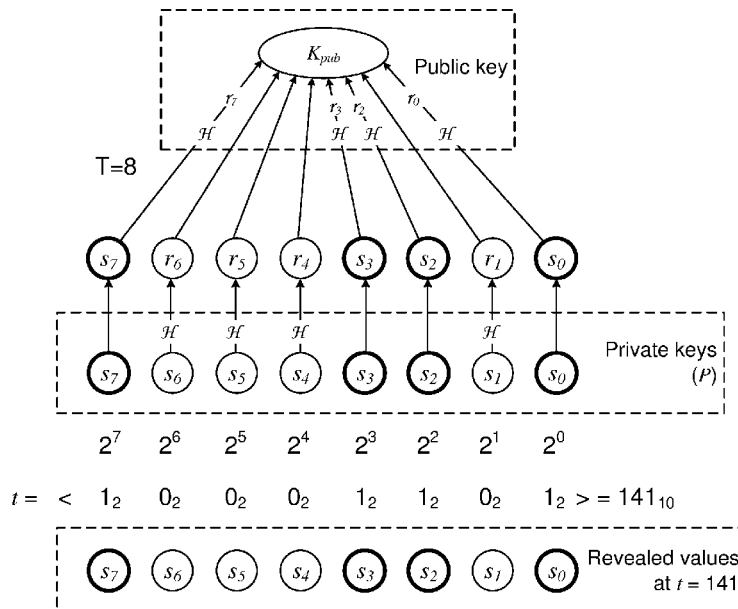 K_pub
Public key
r_7 r_3 r_2 r_0
ℋ ℋ ℋ ℋ
T=8
s_7 r_6 r_5 r_4 s_3 s_2 r_1 s_0
ℋ ℋ ℋ ℋ
Private keys
(P)
s_7 s_6 s_5 s_4 s_3 s_2 s_1 s_0
2^7 2^6 2^5 2^4 2^3 2^2 2^1 2^0
t = < 1_2 0_2 0_2 0_2 1_2 1_2 0_2 1_2 > = 141_10
Revealed values
at t = 141
s_7 s_6 s_5 s_4 s_3 s_2 s_1 s_0